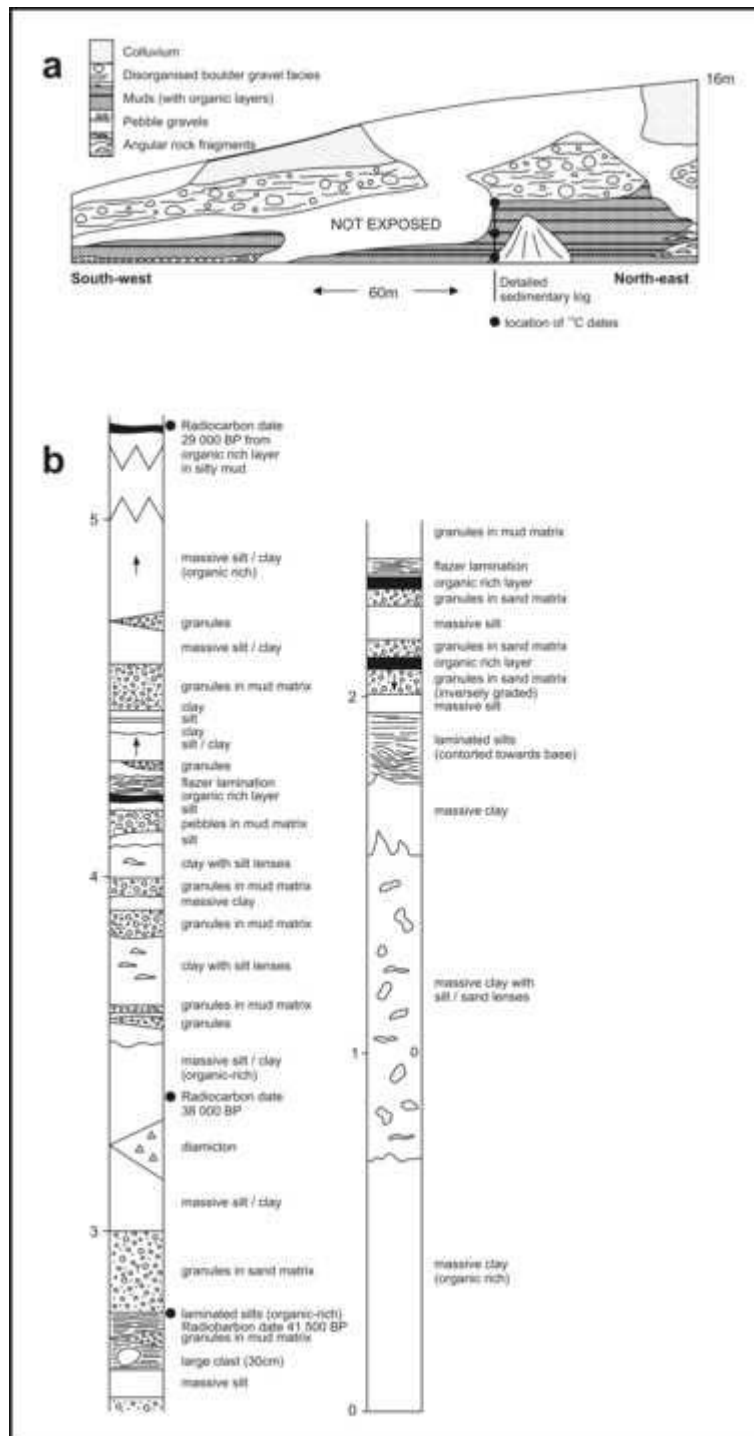 a
Colluvium
Disorganised boulder gravel facies
Muds (with organic layers)
Pebble gravels
Angular rock fragments
16m
NOT EXPOSED
South-west
60m
Detailed
sedimentary log
North-east
location of ¹⁴C dates
b
Radiocarbon date
29 000 BP from
organic rich layer
in silty mud
5
massive silt / clay
(organic rich)
granules
massive silt / clay
granules in mud matrix
clay
silt
clay
silt / clay
granules
flazer lamination
organic rich layer
silt
pebbles in mud matrix
silt
clay with silt lenses
4
granules in mud matrix
massive clay
granules in mud matrix
clay with silt lenses
granules in mud matrix
granules
massive silt / clay
(organic-rich)
Radiocarbon date
38 000 BP
diamicton
massive silt / clay
3
granules in sand matrix
laminated silts (organic-rich)
Radiobarbon date 41 500 BP
granules in mud matrix
large clast (30cm)
massive silt
granules in mud matrix
flazer lamination
organic rich layer
granules in sand matrix
massive silt
granules in sand matrix
organic rich layer
granules in sand matrix
(inversely graded)
2
massive silt
laminated silts
(contorted towards base)
massive clay
massive clay with
silt / sand lenses
1
massive clay
(organic rich)
0